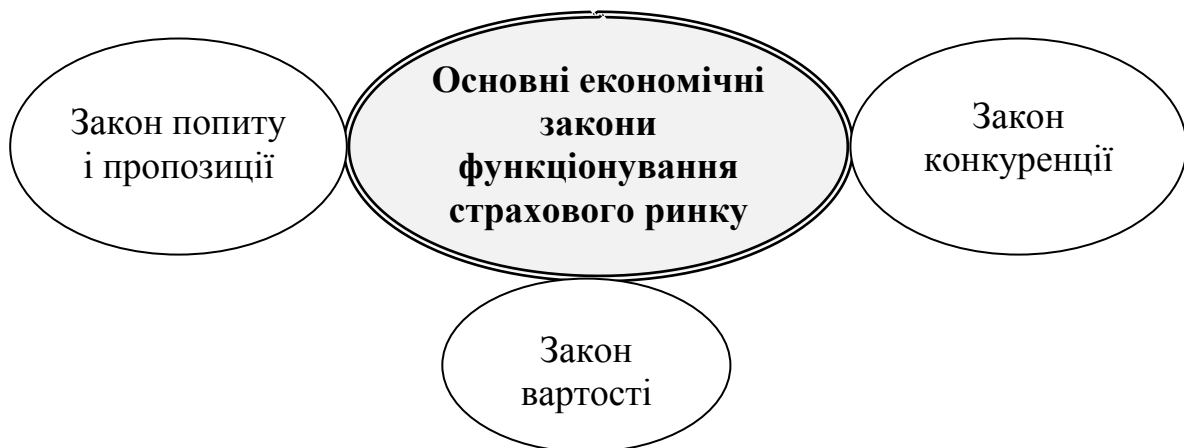 Основні економічні
закони
функціонування
страхового ринку
Закон попиту
і пропозиції
Закон
конкуренції
Закон
вартості